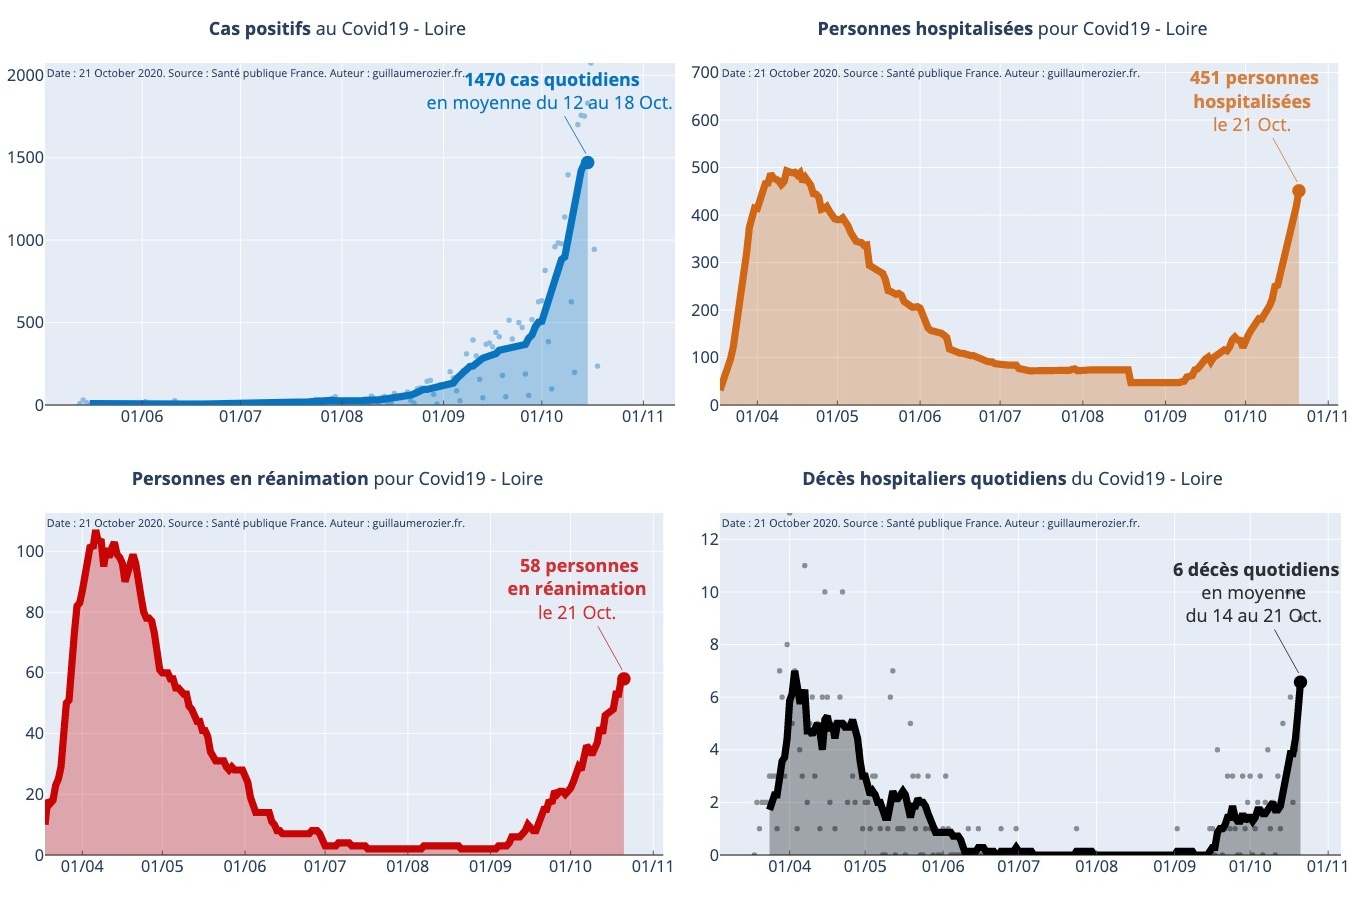 Cas positifs au Covid19 - Loire
Date : 21 October 2020. Source : Santé publique France. Auteur : guillaumerozier.fr.
1470 cas quotidiens
en moyenne du 12 au 18 Oct.
2000
1500
1000
500
0
01/06 01/07 01/08 01/09 01/10 01/11
Personnes hospitalisées pour Covid19 - Loire
Date : 21 October 2020. Source : Santé publique France. Auteur : guillaumerozier.fr.
451 personnes
hospitalisées
le 21 Oct.
700
600
500
400
300
200
100
0
01/04 01/05 01/06 01/07 01/08 01/09 01/10 01/11
Personnes en réanimation pour Covid19 - Loire
Date : 21 October 2020. Source : Santé publique France. Auteur : guillaumerozier.fr.
58 personnes
en réanimation
le 21 Oct.
100
80
60
40
20
0
01/04 01/05 01/06 01/07 01/08 01/09 01/10 01/11
Décès hospitaliers quotidiens du Covid19 - Loire
Date : 21 October 2020. Source : Santé publique France. Auteur : guillaumerozier.fr.
6 décès quotidiens
en moyenne
du 14 au 21 Oct.
12
10
8
6
4
2
0
01/04 01/05 01/06 01/07 01/08 01/09 01/10 01/11